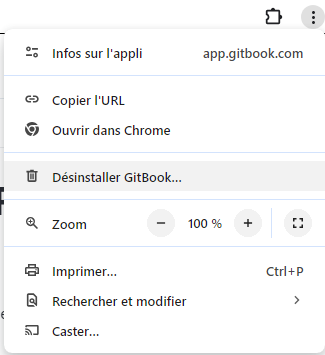 Infos sur l'appli app.gitbook.com
Copier l'URL
Ouvrir dans Chrome
Désinstaller GitBook...
Zoom − 100 % +
Imprimer... Ctrl+P
Rechercher et modifier
Caster...